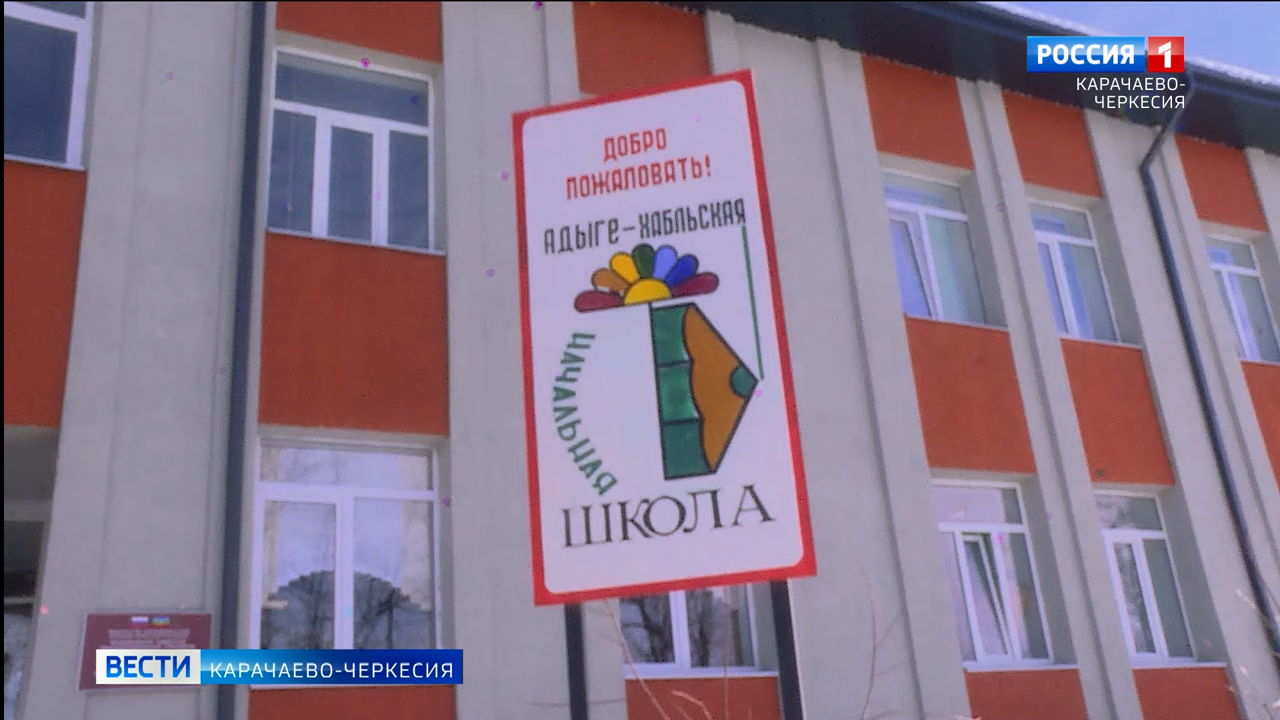 РОССИЯ 1
КАРАЧАЕВО-
ЧЕРКЕСИЯ
ДОБРО
ПОЖАЛОВАТЬ!
АДЫГЕ-ХАБЛЬСКАЯ
НАЧАЛЬНАЯ
ШКОЛА
ВЕСТИ КАРАЧАЕВО-ЧЕРКЕСИЯ